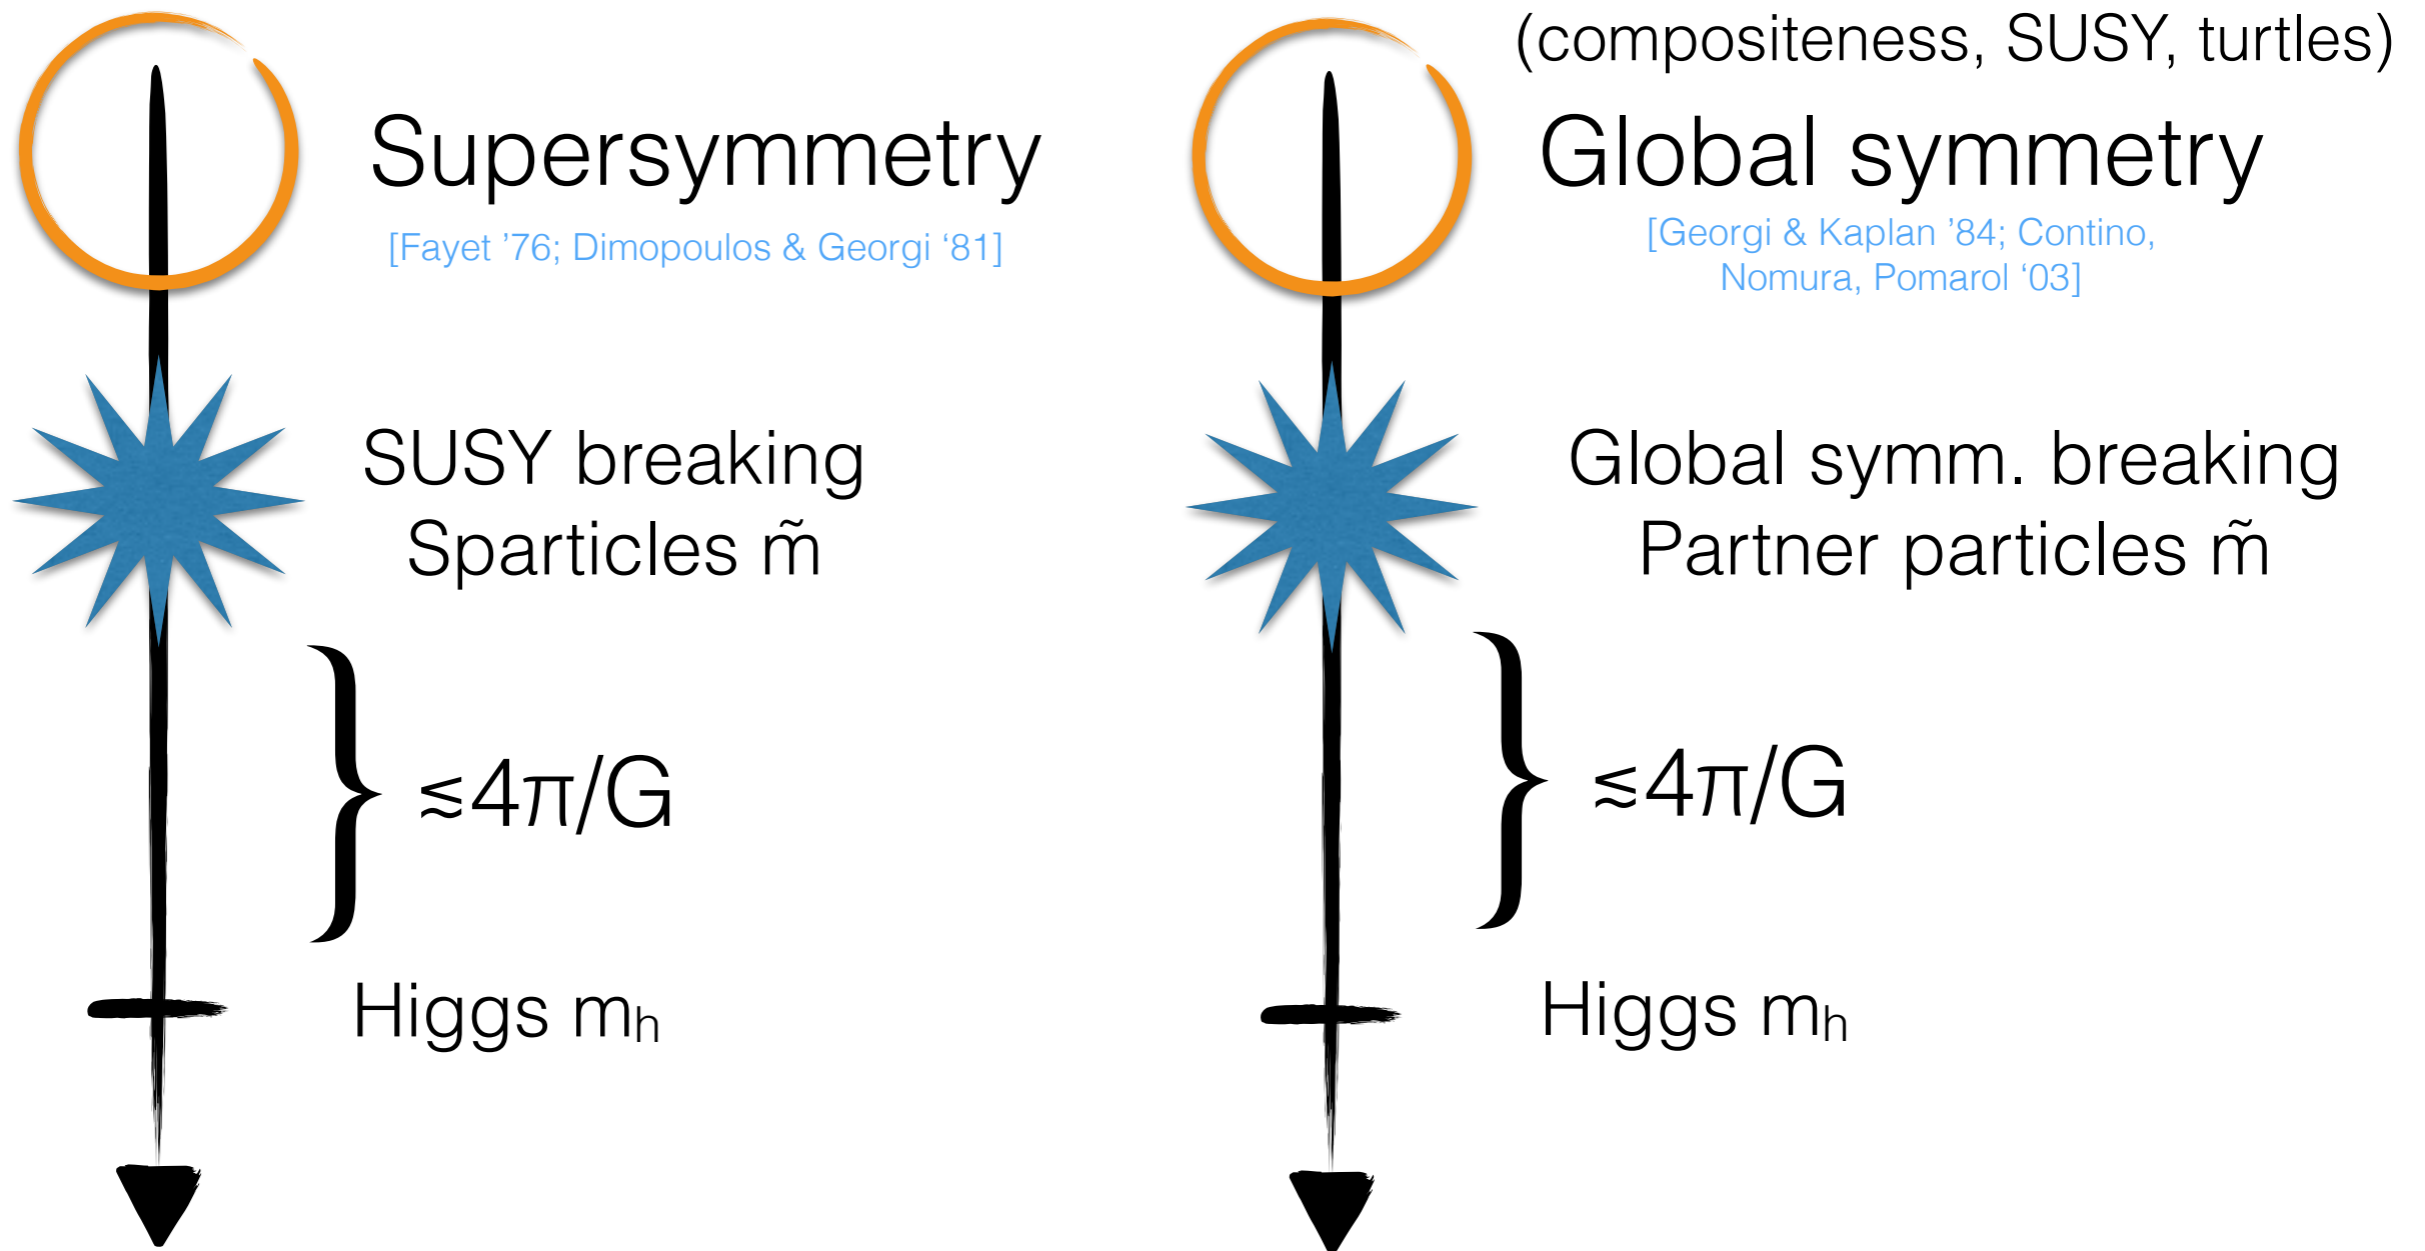 Supersymmetry
[Fayet ’76; Dimopoulos & Georgi ‘81]
SUSY breaking
Sparticles m̃
≲4π/G
Higgs mₕ
(compositeness, SUSY, turtles)
Global symmetry
[Georgi & Kaplan ’84; Contino,
Nomura, Pomarol ‘03]
Global symm. breaking
Partner particles m̃
≲4π/G
Higgs mₕ